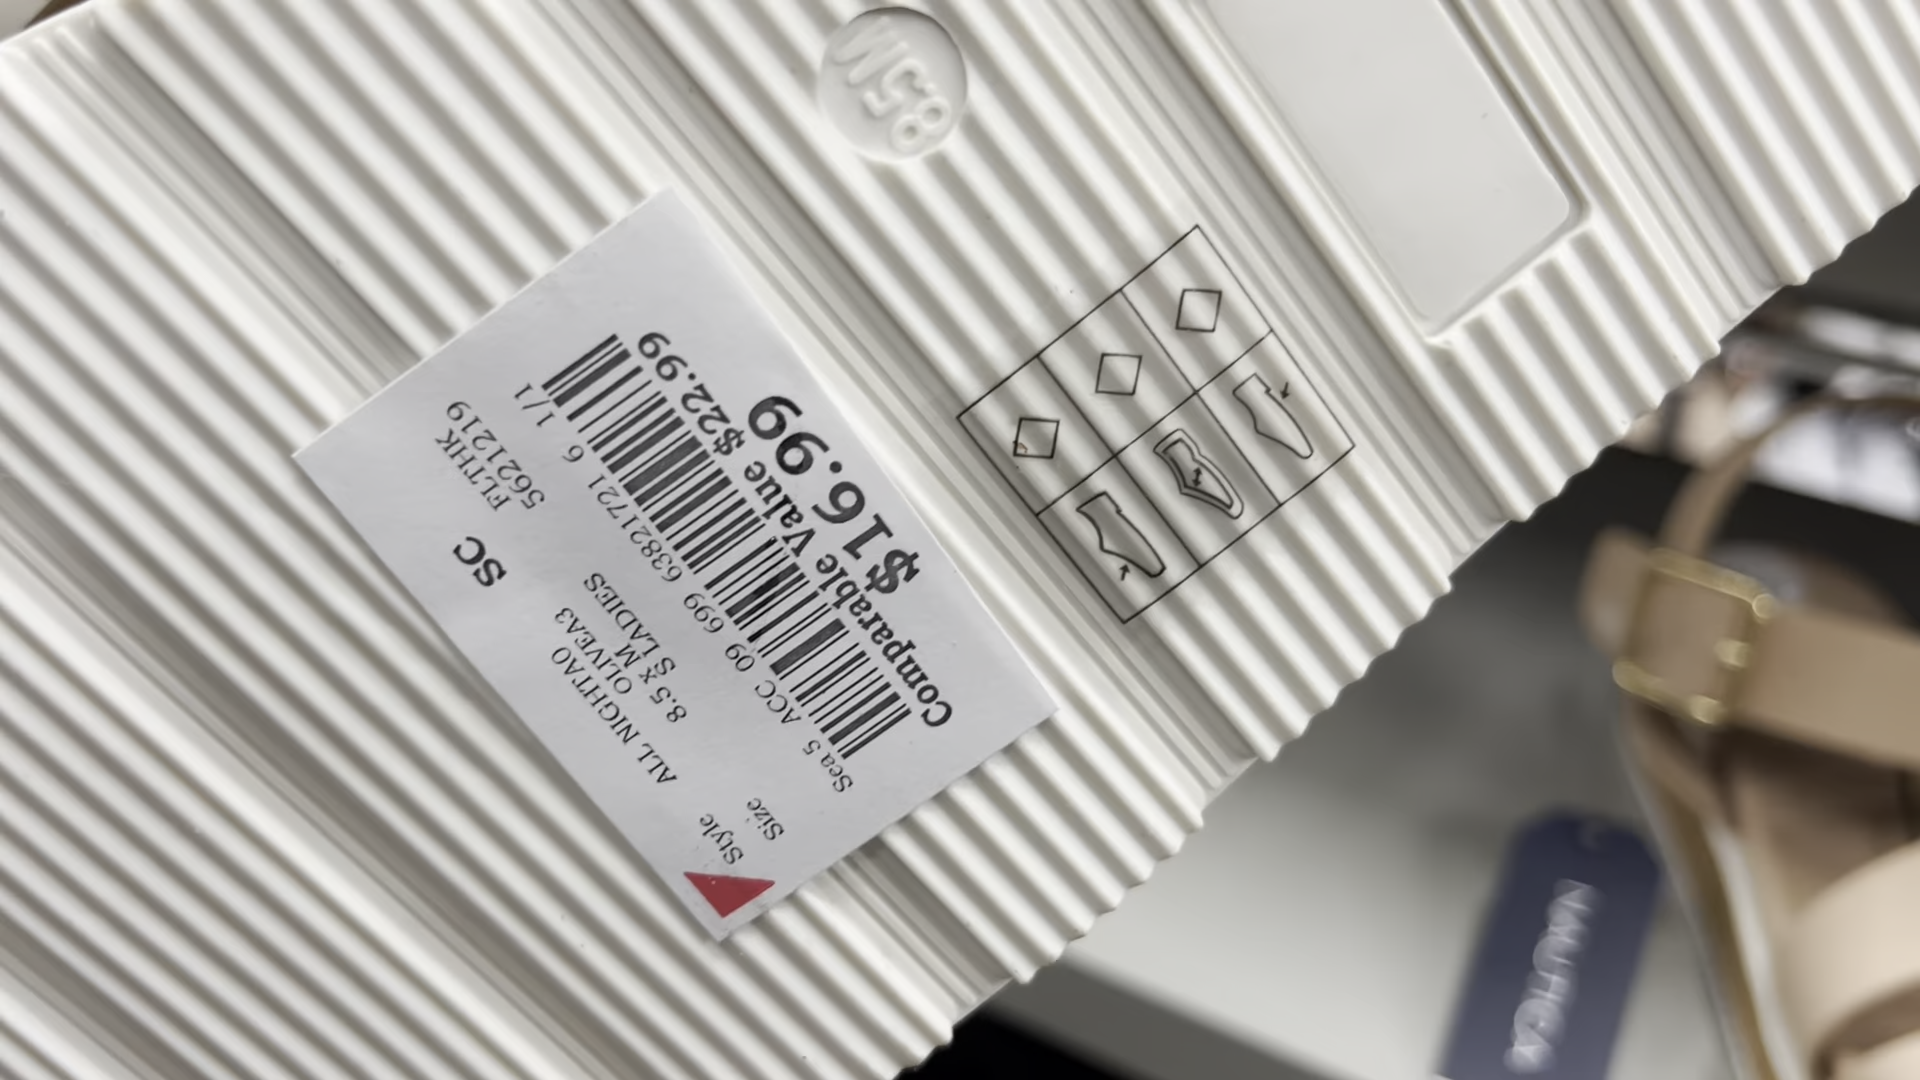 8.5M
SC
FLTHK
5621219
1/1
Style
ALL NIGHTAO
OLIVEA3
Size
8.5 x M
S LADIES
Sea 5
ACC
09
699
63821721
6
Comparable Value $22.99
$16.99